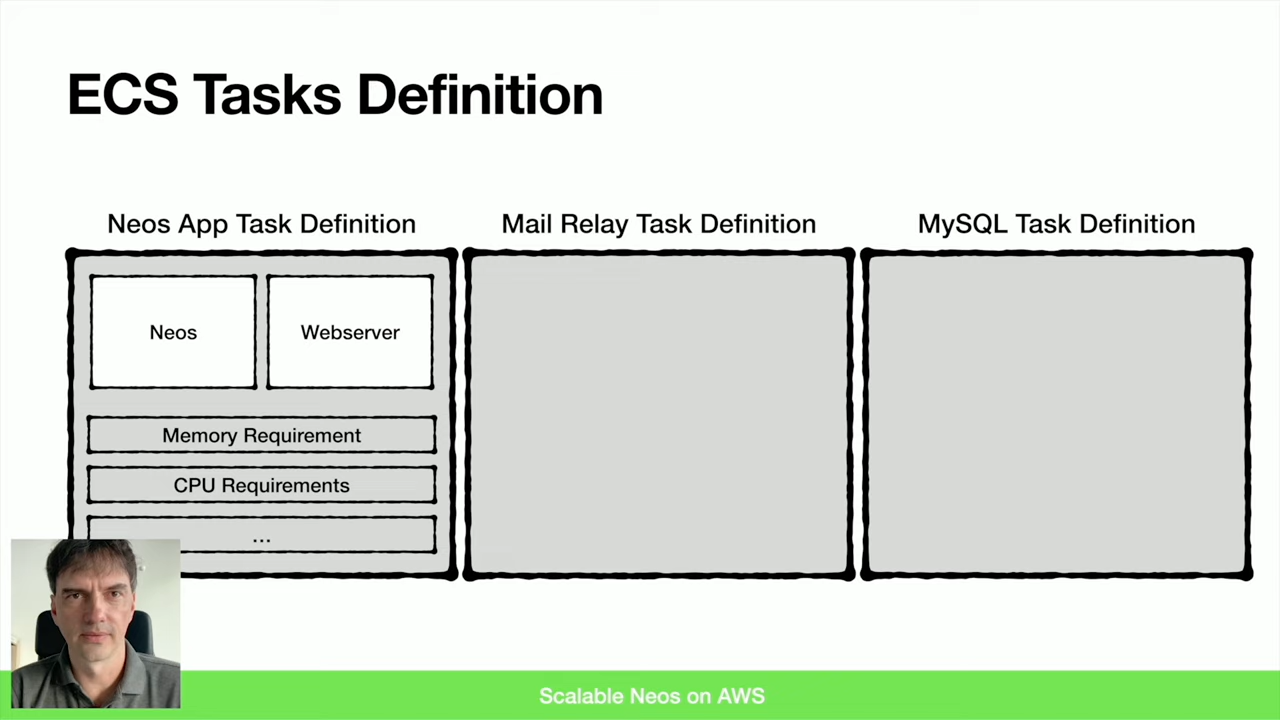 ECS Tasks Definition
Neos App Task Definition
Mail Relay Task Definition
MySQL Task Definition
Neos
Webserver
Memory Requirement
CPU Requirements
...
Scalable Neos on AWS